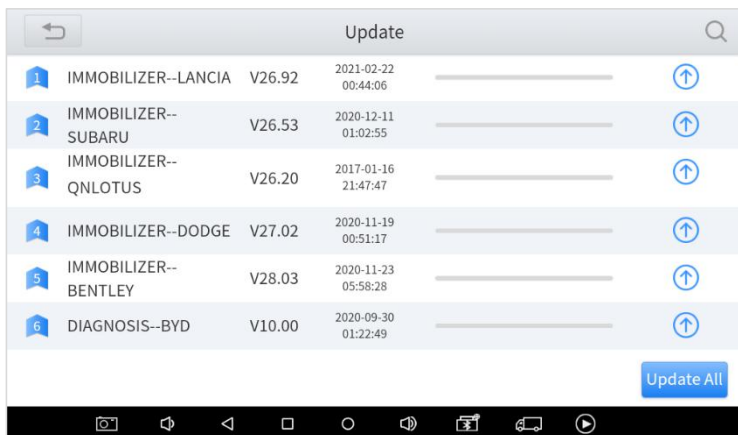 Update
1 IMMOBILIZER--LANCIA V26.92 2021-02-22
00:44:06
2 IMMOBILIZER--
SUBARU V26.53 2020-12-11
01:02:55
3 IMMOBILIZER--
QNLOTUS V26.20 2017-01-16
21:47:47
4 IMMOBILIZER--DODGE V27.02 2020-11-19
00:51:17
5 IMMOBILIZER--
BENTLEY V28.03 2020-11-23
05:58:28
6 DIAGNOSIS--BYD V10.00 2020-09-30
01:22:49
Update All